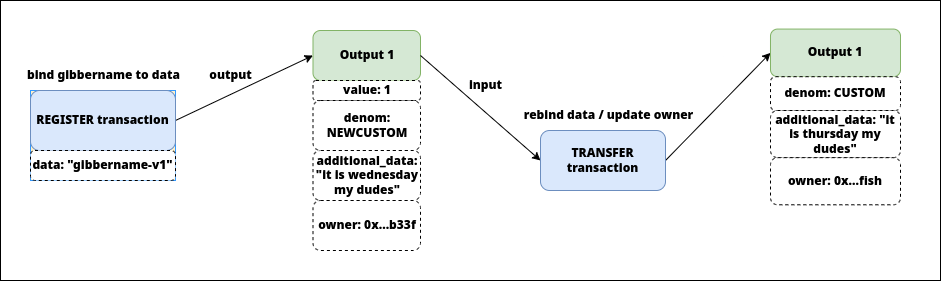 bind gibbername to data
REGISTER transaction
data: "gibbername-v1"
output
Output 1
value: 1
denom:
NEWCUSTOM
additional_data:
"it is wednesday
my dudes"
owner: 0x...b33f
input
rebind data / update owner
TRANSFER
transaction
Output 1
denom: CUSTOM
additional_data: "it
is thursday my
dudes"
owner: 0x...fish